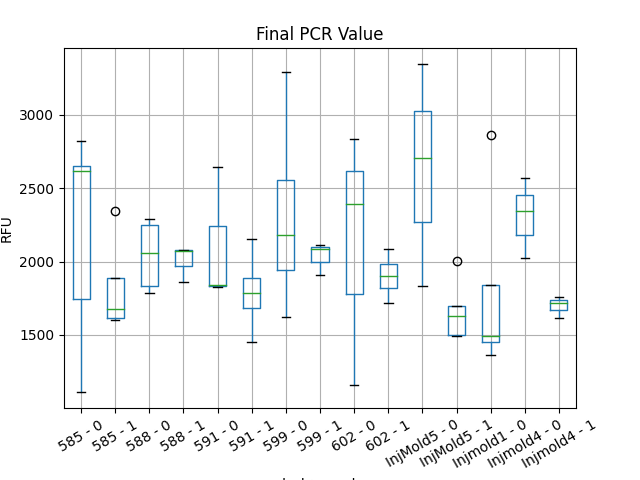 Final PCR Value
RFU
3000
2500
2000
1500
585 - 0
585 - 1
588 - 0
588 - 1
591 - 0
591 - 1
599 - 0
599 - 1
602 - 0
602 - 1
InjMold5 - 0
InjMold5 - 1
Injmold1 - 0
Injmold4 - 0
Injmold4 - 1